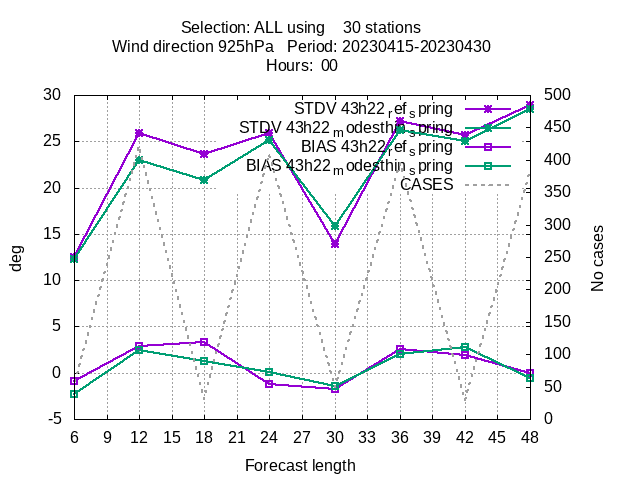 Selection: ALL using    30 stations
Wind direction 925hPa   Period: 20230415-20230430
Hours:  00
STDV 43h22_ref_spring
STDV 43h22_modesthin_spring
BIAS 43h22_ref_spring
BIAS 43h22_modesthin_spring
CASES
30
25
20
15
10
5
0
-5
deg
500
450
400
350
300
250
200
150
100
50
0
No cases
6 9 12 15 18 21 24 27 30 33 36 39 42 45 48
Forecast length